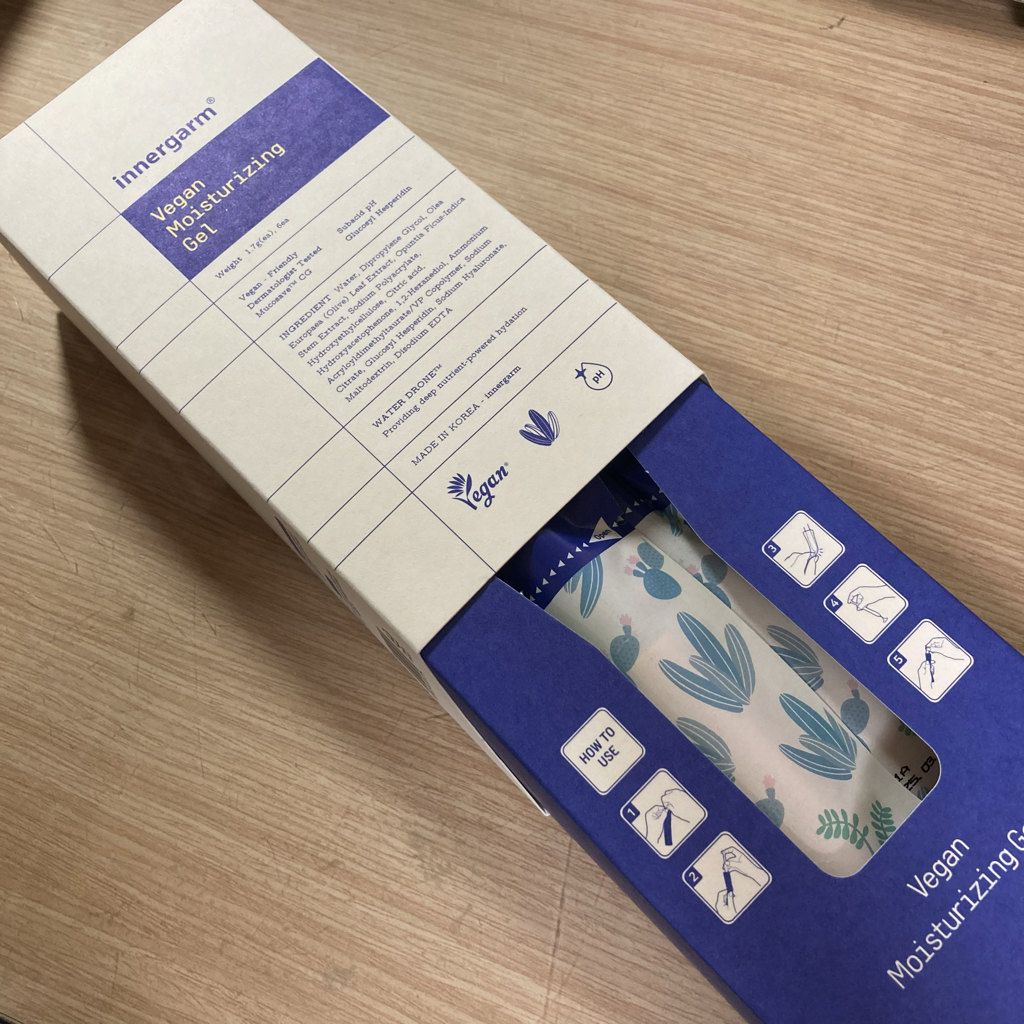 innergarm®
Vegan
Moisturizing
Gel
Weight 1.7g(ea), 6ea
Vegan - Friendly
Dermatologist Tested
Mucosave™ CG
Subacid pH
Glucosyl Hesperidin
INGREDIENT Water, Dipropylene Glycol, Olea
Europaea (Olive) Leaf Extract, Opuntia Ficus-Indica
Stem Extract, Sodium Polyacrylate,
Hydroxyethylcellulose, Citric acid,
Hydroxyacetophenone, 1,2-Hexanediol, Ammonium
Acryloyldimethyltaurate/VP Copolymer, Sodium
Citrate, Glucosyl Hesperidin, Sodium Hyaluronate,
Maltodextrin, Disodium EDTA
WATER DRONE™
Providing deep nutrient-powered hydation
MADE IN KOREA - innergarm
Vegan®
pH
Open
HOW TO
USE
1
2
3
4
5
Vegan
Moisturizing